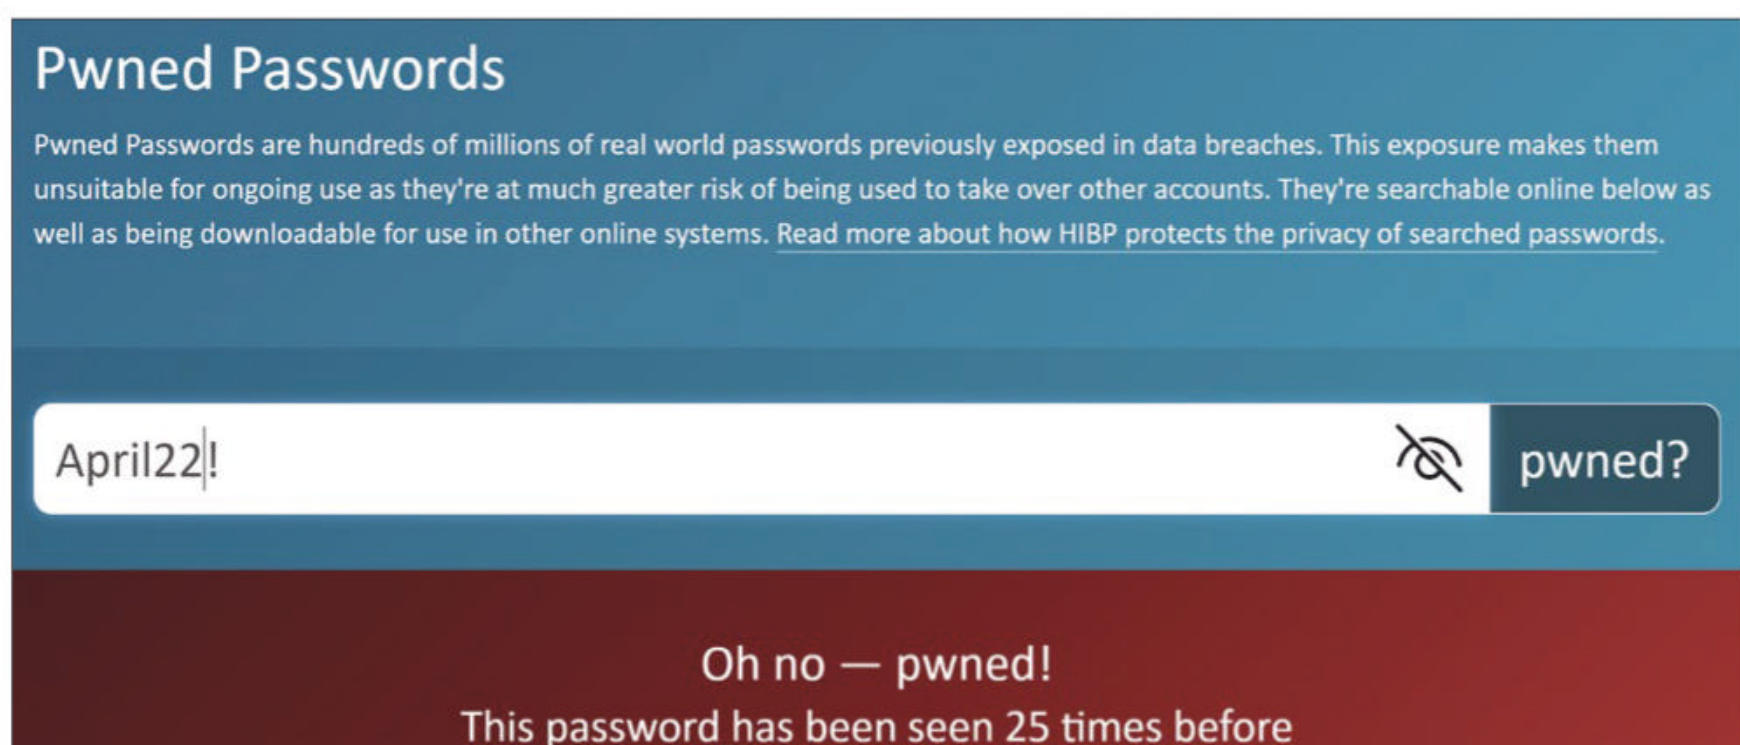 Pwned Passwords
Pwned Passwords are hundreds of millions of real world passwords previously exposed in data breaches. This exposure makes them
unsuitable for ongoing use as they're at much greater risk of being used to take over other accounts. They're searchable online below as
well as being downloadable for use in other online systems. Read more about how HIBP protects the privacy of searched passwords.
April22! pwned?
Oh no — pwned!
This password has been seen 25 times before